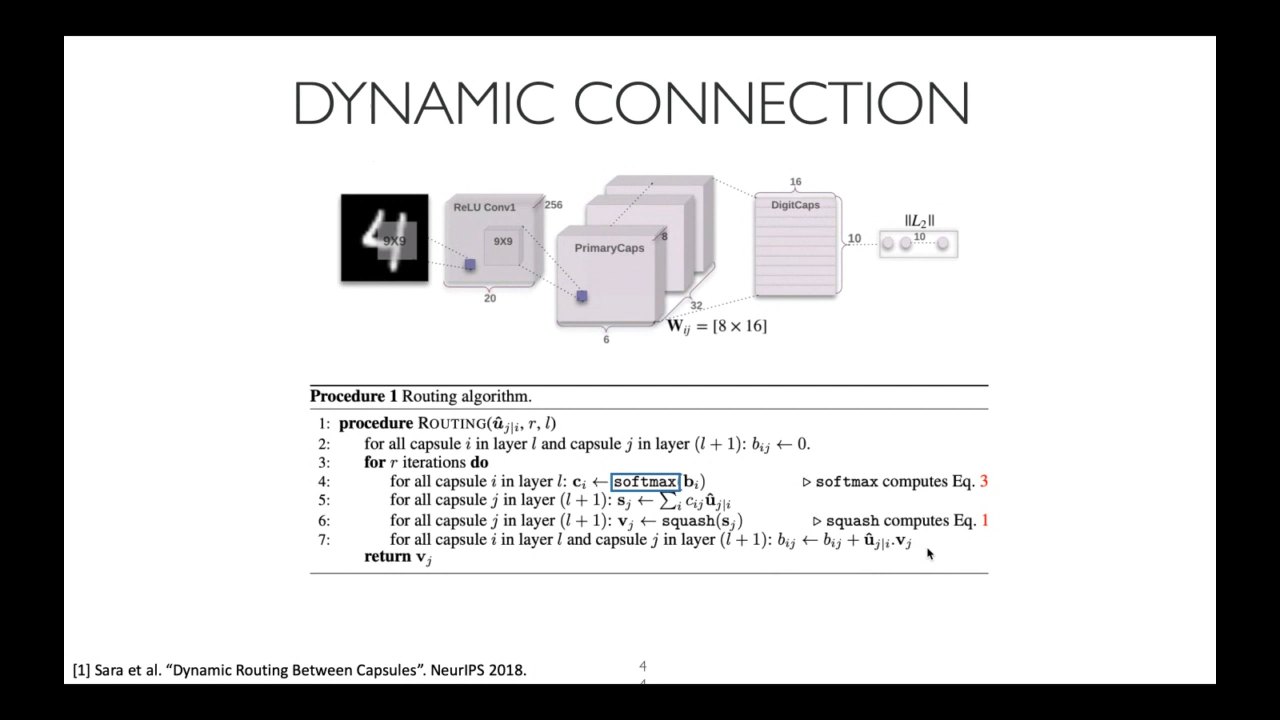 DYNAMIC CONNECTION
9X9
ReLU Conv1
256
9X9
20
PrimaryCaps
8
32
6
W_ij = [8 × 16]
16
DigitCaps
10
||L_2||
10
Procedure 1 Routing algorithm.
1: procedure ROUTING(û_j|i, r, l)
2: for all capsule i in layer l and capsule j in layer (l + 1): b_ij ← 0.
3: for r iterations do
4: for all capsule i in layer l: c_i ← softmax(b_i) ▷ softmax computes Eq. 3
5: for all capsule j in layer (l + 1): s_j ← ∑_i c_ij û_j|i
6: for all capsule j in layer (l + 1): v_j ← squash(s_j) ▷ squash computes Eq. 1
7: for all capsule i in layer l and capsule j in layer (l + 1): b_ij ← b_ij + û_j|i.v_j
return v_j
[1] Sara et al. “Dynamic Routing Between Capsules”. NeurIPS 2018.
4